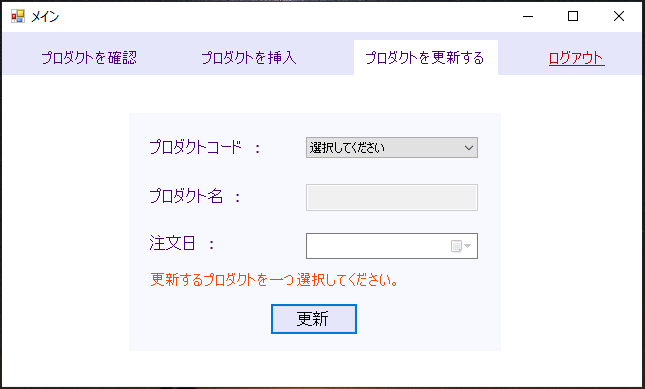 メイン
プロダクトを確認 プロダクトを挿入 プロダクトを更新する ログアウト
プロダクトコード : 選択してください
プロダクト名 :
注文日 :
更新するプロダクトを一つ選択してください。
更新